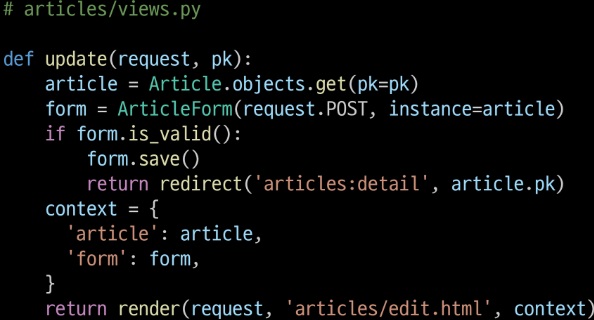 # articles/views.py
def update(request, pk):
    article = Article.objects.get(pk=pk)
    form = ArticleForm(request.POST, instance=article)
    if form.is_valid():
        form.save()
        return redirect('articles:detail', article.pk)
    context = {
      'article': article,
      'form': form,
    }
    return render(request, 'articles/edit.html', context)